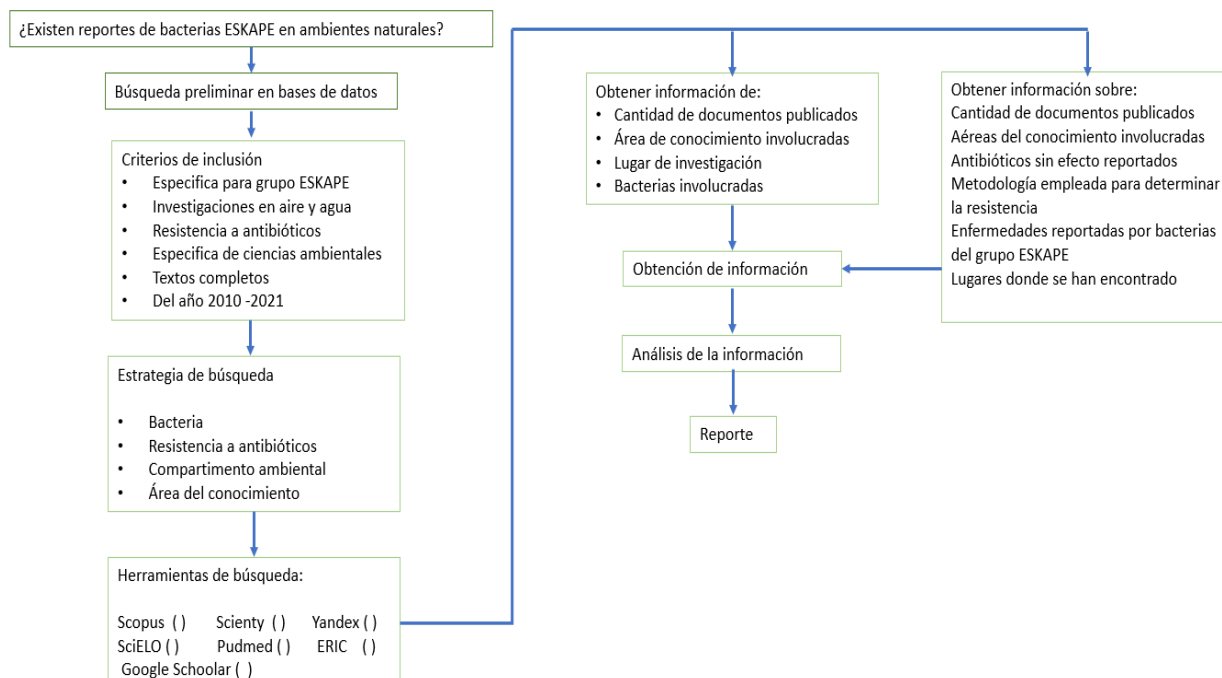 ¿Existen reportes de bacterias ESKAPE en ambientes naturales?
Búsqueda preliminar en bases de datos
Criterios de inclusión
• Especifica para grupo ESKAPE
• Investigaciones en aire y agua
• Resistencia a antibióticos
• Especifica de ciencias ambientales
• Textos completos
• Del año 2010 -2021
Estrategia de búsqueda
• Bacteria
• Resistencia a antibióticos
• Compartimento ambiental
• Área del conocimiento
Herramientas de búsqueda:
Scopus ( ) Scienty ( ) Yandex ( )
SciELO ( ) Pudmed ( ) ERIC ( )
Google Schoolar ( )
Obtener información de:
• Cantidad de documentos publicados
• Área de conocimiento involucradas
• Lugar de investigación
• Bacterias involucradas
Obtener información sobre:
Cantidad de documentos publicados
Aéreas del conocimiento involucradas
Antibióticos sin efecto reportados
Metodología empleada para determinar
la resistencia
Enfermedades reportadas por bacterias
del grupo ESKAPE
Lugares donde se han encontrado
Obtención de información
Análisis de la información
Reporte